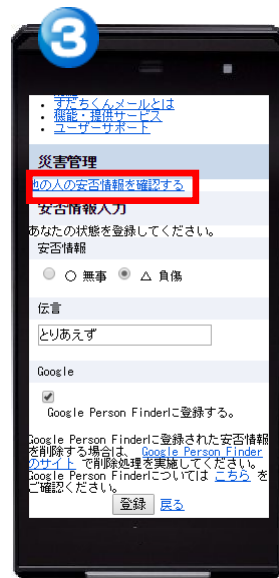 3
・ すだちくんメールとは
・ 機能・提供サービス
・ ユーザーサポート
災害管理
他の人の安否情報を確認する
安否情報入力
あなたの状態を登録してください。
安否情報
○ 無事 △ 負傷
伝言
とりあえず
Google
Google Person Finderに登録する。
Google Person Finderに登録された安否情報
を削除する場合は、 Google Person Finder
のサイト で削除処理を実施してください。
Google Person Finderについては こちら を
ご確認ください。
登録 戻る